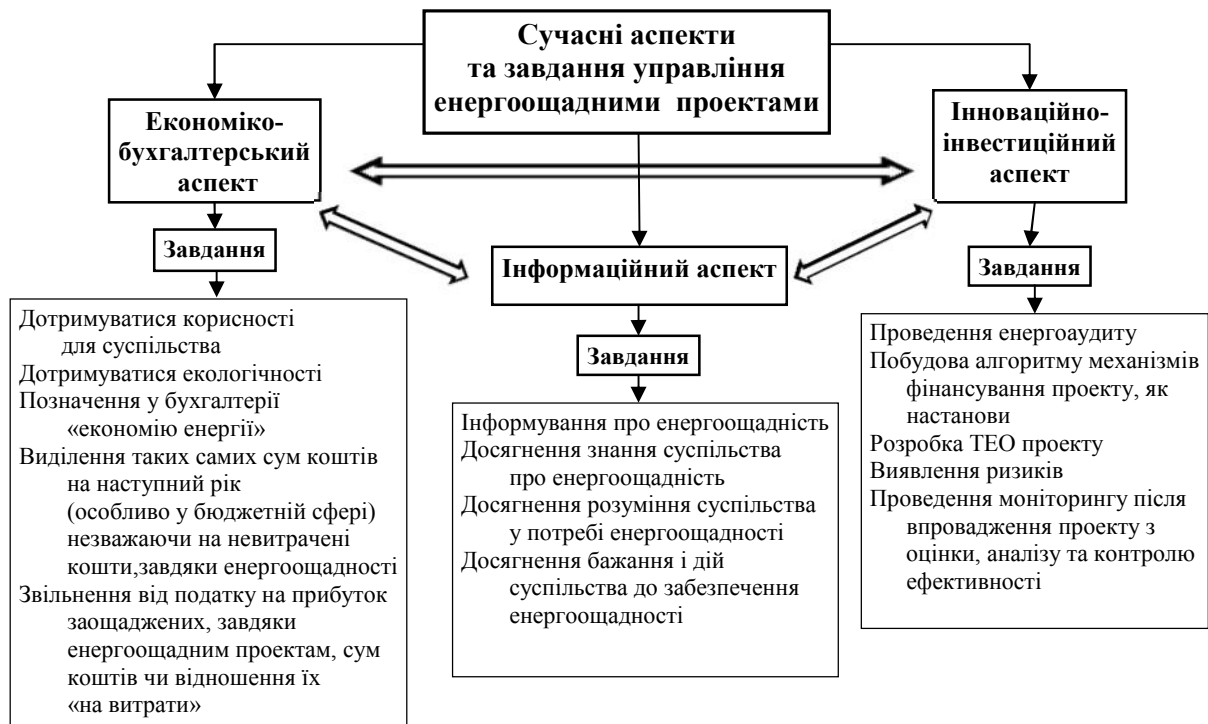 Сучасні аспекти
та завдання управління
енергоощадними проектами
Економіко-
бухгалтерський
аспект
Завдання
Дотримуватися корисності
для суспільства
Дотримуватися екологічності
Позначення у бухгалтерії
«економію енергії»
Виділення таких самих сум коштів
на наступний рік
(особливо у бюджетній сфері)
незважаючи на невитрачені
кошти,завдяки енергоощадності
Звільнення від податку на прибуток
заощаджених, завдяки
енергоощадним проектам, сум
коштів чи відношення їх
«на витрати»
Інформаційний аспект
Завдання
Інформування про енергоощадність
Досягнення знання суспільства
про енергоощадність
Досягнення розуміння суспільства
у потребі енергоощадності
Досягнення бажання і дій
суспільства до забезпечення
енергоощадності
Інноваційно-
інвестиційний
аспект
Завдання
Проведення енергоаудиту
Побудова алгоритму механізмів
фінансування проекту, як
настанови
Розробка ТЕО проекту
Виявлення ризиків
Проведення моніторингу після
впровадження проекту з
оцінки, аналізу та контролю
ефективності